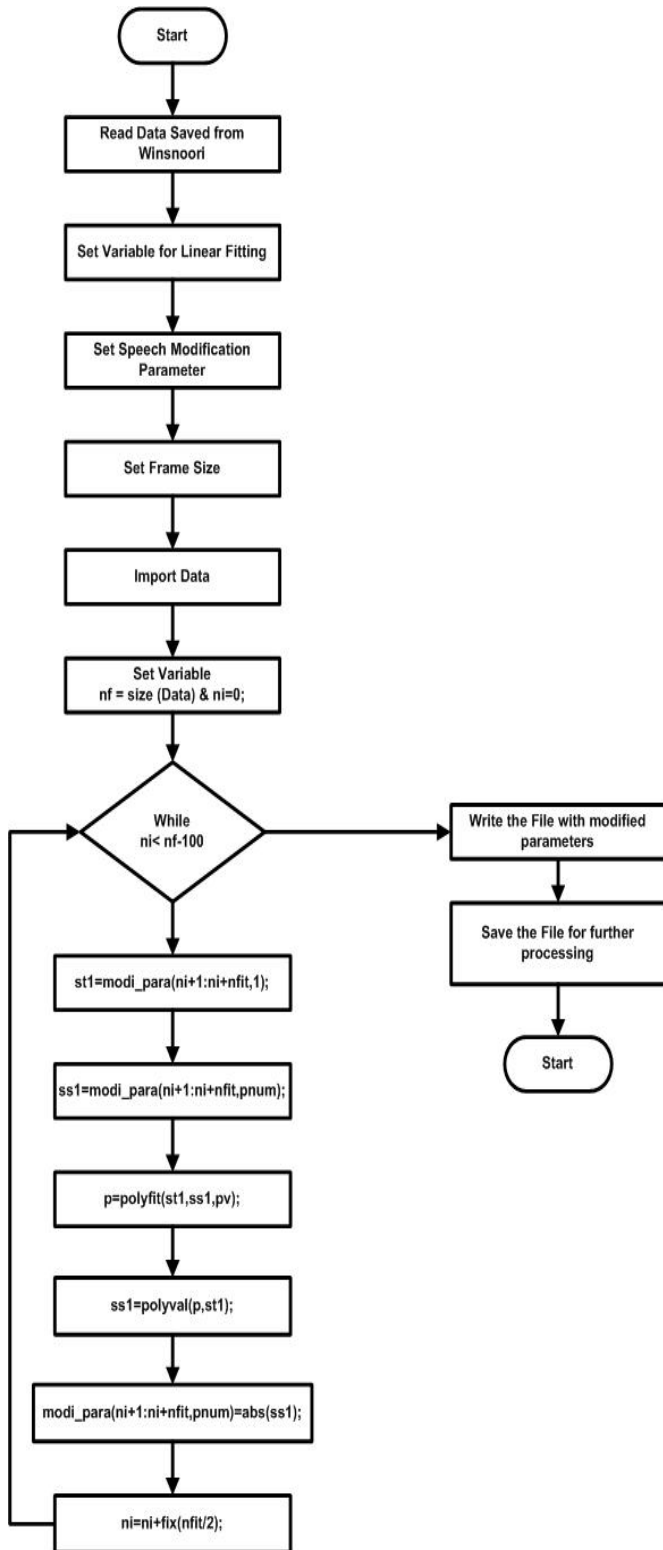 Start
Read Data Saved from
Winsnoori
Set Variable for Linear Fitting
Set Speech Modification
Parameter
Set Frame Size
Import Data
Set Variable
nf = size (Data) & ni=0;
While
ni< nf-100
st1=modi_para(ni+1:ni+nfit,1);
ss1=modi_para(ni+1:ni+nfit,pnum);
p=polyfit(st1,ss1,pv);
ss1=polyval(p,st1);
modi_para(ni+1:ni+nfit,pnum)=abs(ss1);
ni=ni+fix(nfit/2);
Write the File with modified
parameters
Save the File for further
processing
Start